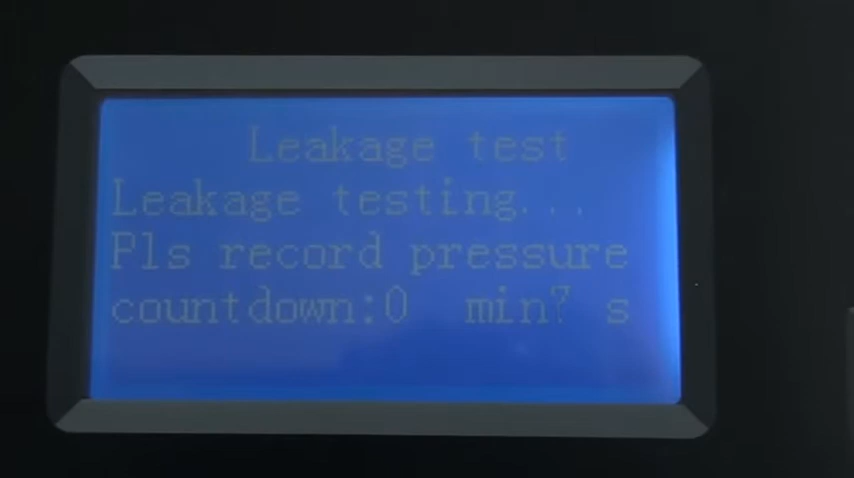 Leakage test
Leakage testing...
Pls record pressure
countdown:0 min7 s